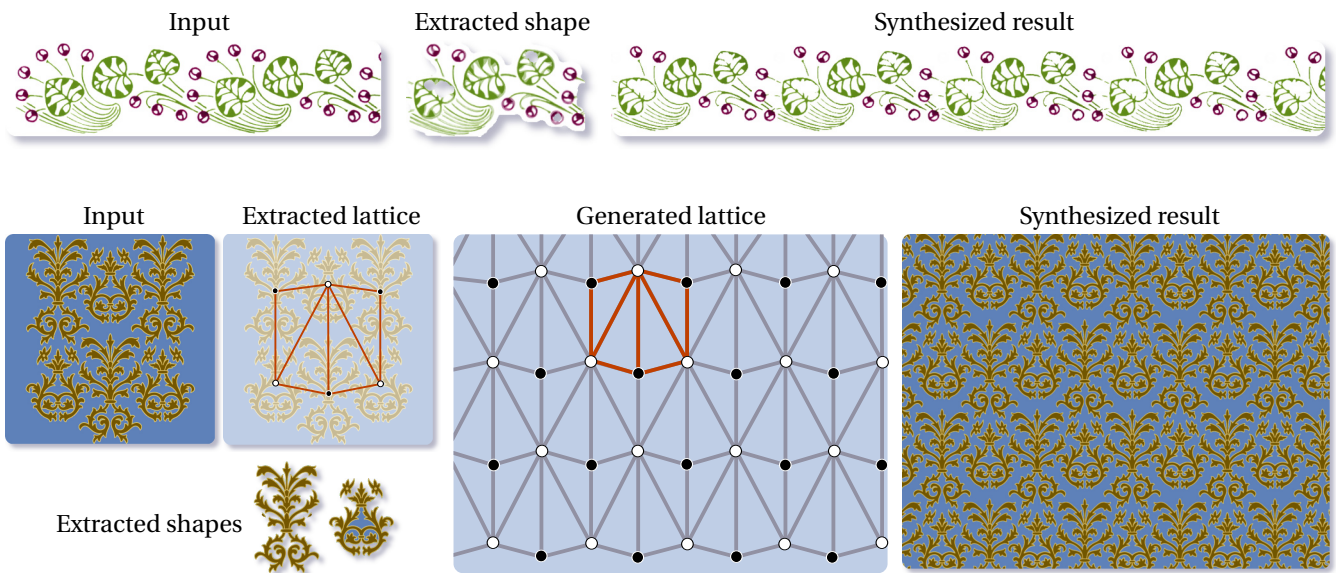 Input
Extracted shape
Synthesized result
Input
Extracted lattice
Generated lattice
Synthesized result
Extracted shapes